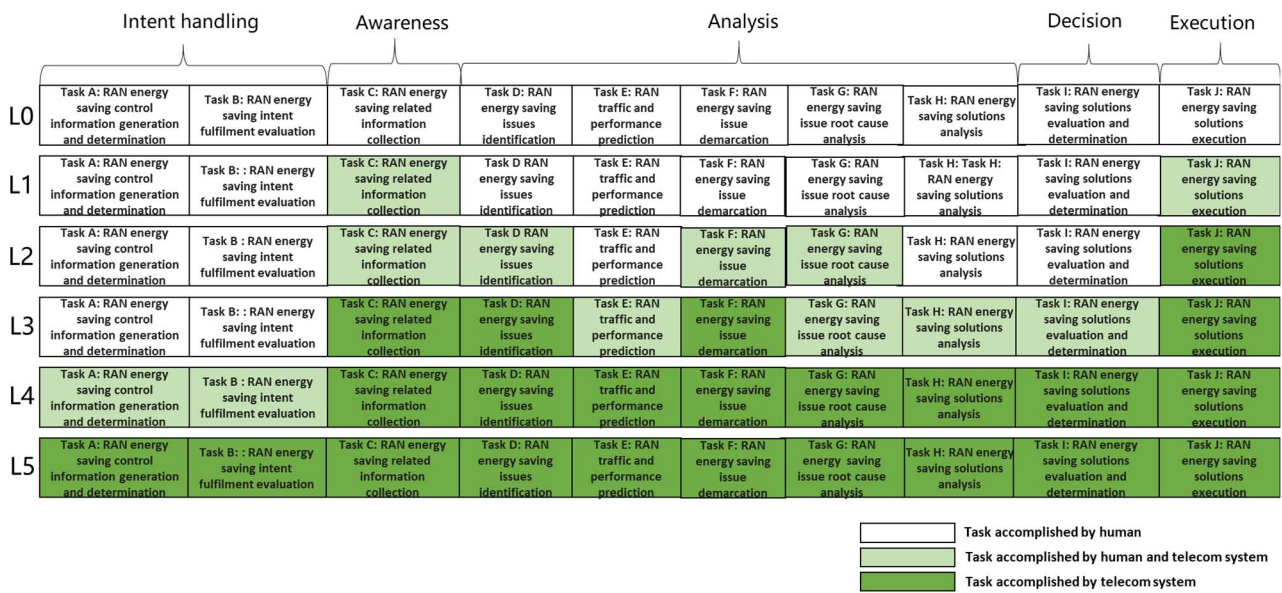 Intent handling
Awareness
Analysis
Decision
Execution
L0
Task A: RAN energy
saving control
information generation
and determination
Task B: RAN energy
saving intent
fulfilment evaluation
Task C: RAN energy
saving related
information
collection
Task D: RAN
energy saving
issues
identification
Task E: RAN
traffic and
performance
prediction
Task F: RAN
energy saving
issue
demarcation
Task G: RAN
energy saving
issue root cause
analysis
Task H: RAN energy
saving solutions
analysis
Task I: RAN energy
saving solutions
evaluation and
determination
Task J: RAN
energy saving
solutions
execution
L1
Task A: RAN energy
saving control
information generation
and determination
Task B: : RAN energy
saving intent
fulfilment evaluation
Task C: RAN energy
saving related
information
collection
Task D RAN
energy saving
issues
identification
Task E: RAN
traffic and
performance
prediction
Task F: RAN
energy saving
issue
demarcation
Task G: RAN
energy saving
issue root cause
analysis
Task H: Task H:
RAN energy
saving solutions
analysis
Task I: RAN energy
saving solutions
evaluation and
determination
Task J: RAN
energy saving
solutions
execution
L2
Task A: RAN energy
saving control
information generation
and determination
Task B : RAN energy
saving intent
fulfilment evaluation
Task C: RAN energy
saving related
information
collection
Task D RAN
energy saving
issues
identification
Task E: RAN
traffic and
performance
prediction
Task F: RAN
energy saving
issue
demarcation
Task G: RAN
energy saving
issue root cause
analysis
Task H: RAN energy
saving solutions
analysis
Task I: RAN energy
saving solutions
evaluation and
determination
Task J: RAN
energy saving
solutions
execution
L3
Task A: RAN energy
saving control
information generation
and determination
Task B: : RAN energy
saving intent
fulfilment evaluation
Task C: RAN energy
saving related
information
collection
Task D: RAN
energy saving
issues
identification
Task E: RAN
traffic and
performance
prediction
Task F: RAN
energy saving
issue
demarcation
Task G: RAN
energy saving
issue root cause
analysis
Task H: RAN energy
saving solutions
analysis
Task I: RAN energy
saving solutions
evaluation and
determination
Task J: RAN
energy saving
solutions
execution
L4
Task A: RAN energy
saving control
information generation
and determination
Task B : RAN energy
saving intent
fulfilment evaluation
Task C: RAN energy
saving related
information
collection
Task D: RAN
energy saving
issues
identification
Task E: RAN
traffic and
performance
prediction
Task F: RAN
energy saving
issue
demarcation
Task G: RAN
energy saving
issue root cause
analysis
Task H: RAN energy
saving solutions
analysis
Task I: RAN energy
saving solutions
evaluation and
determination
Task J: RAN
energy saving
solutions
execution
L5
Task A: RAN energy
saving control
information generation
and determination
Task B: : RAN energy
saving intent
fulfilment evaluation
Task C: RAN energy
saving related
information
collection
Task D: RAN
energy saving
issues
identification
Task E: RAN
traffic and
performance
prediction
Task F: RAN
energy saving
issue
demarcation
Task G: RAN
energy saving
issue root cause
analysis
Task H: RAN energy
saving solutions
analysis
Task I: RAN energy
saving solutions
evaluation and
determination
Task J: RAN
energy saving
solutions
execution
Task accomplished by human
Task accomplished by human and telecom system
Task accomplished by telecom system